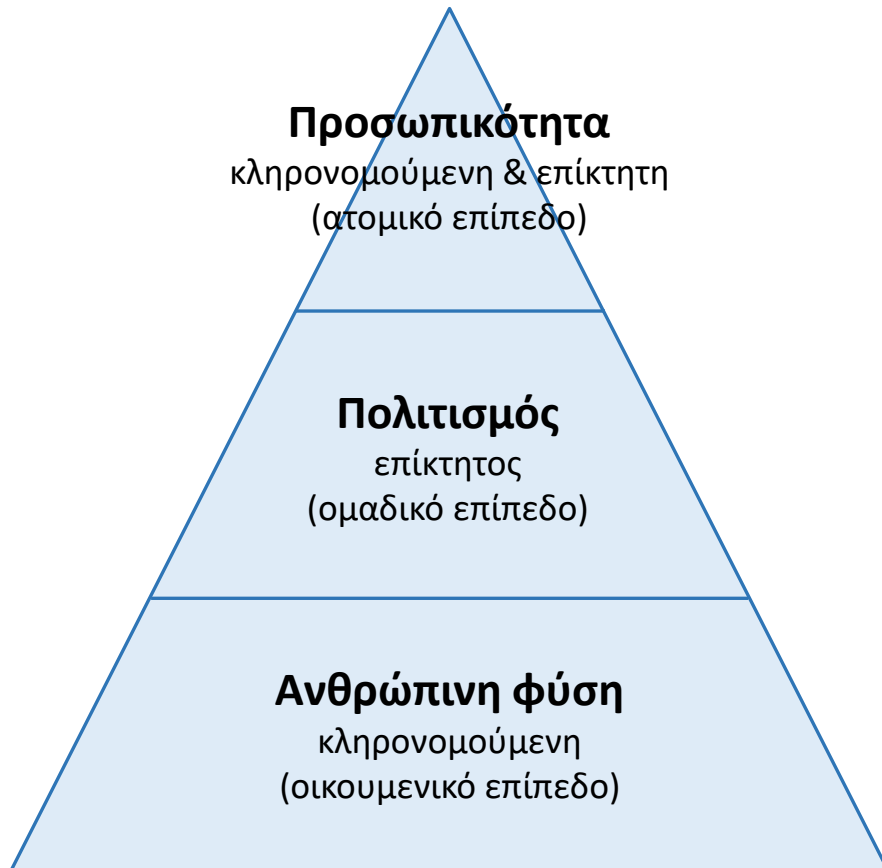 Προσωπικότητα
κληρονομούμενη & επίκτητη
(ατομικό επίπεδο)
Πολιτισμός
επίκτητος
(ομαδικό επίπεδο)
Ανθρώπινη φύση
κληρονομούμενη
(οικουμενικό επίπεδο)